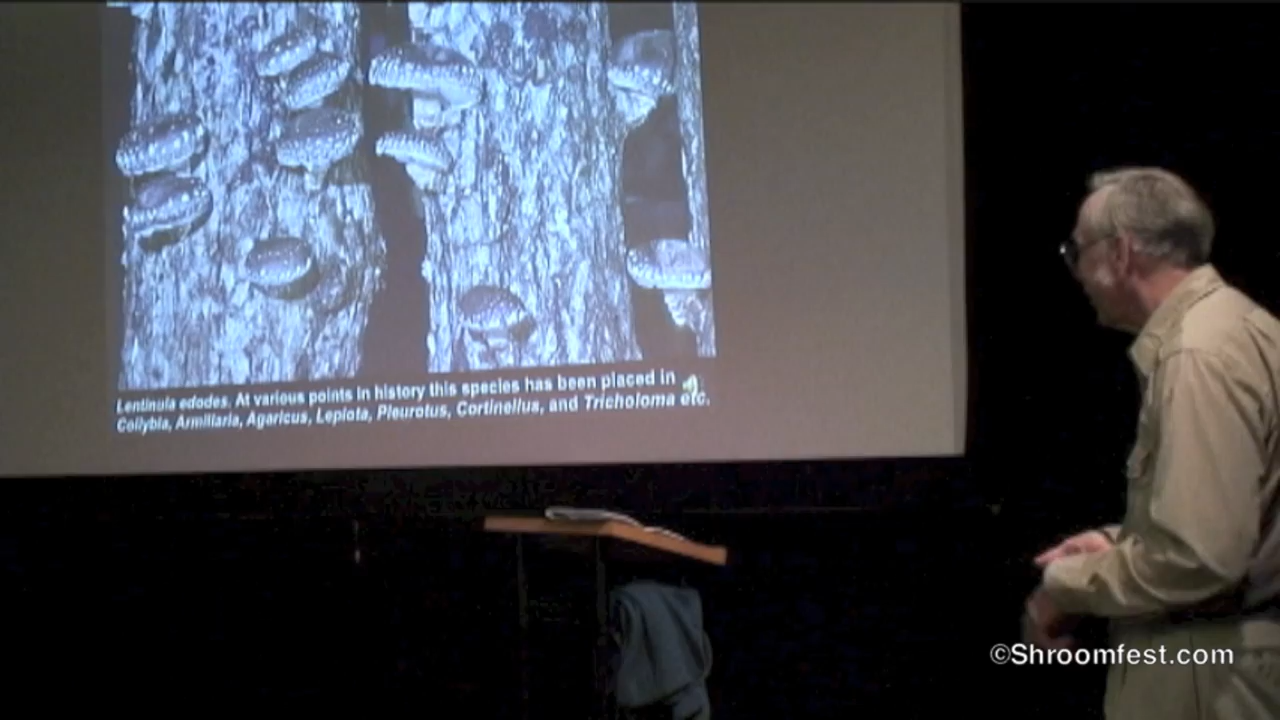 Lentinula edodes. At various points in history this species has been placed in
Collybia, Armillaria, Agaricus, Lepiota, Pleurotus, Cortinellus, and Tricholoma etc.
©Shroomfest.com